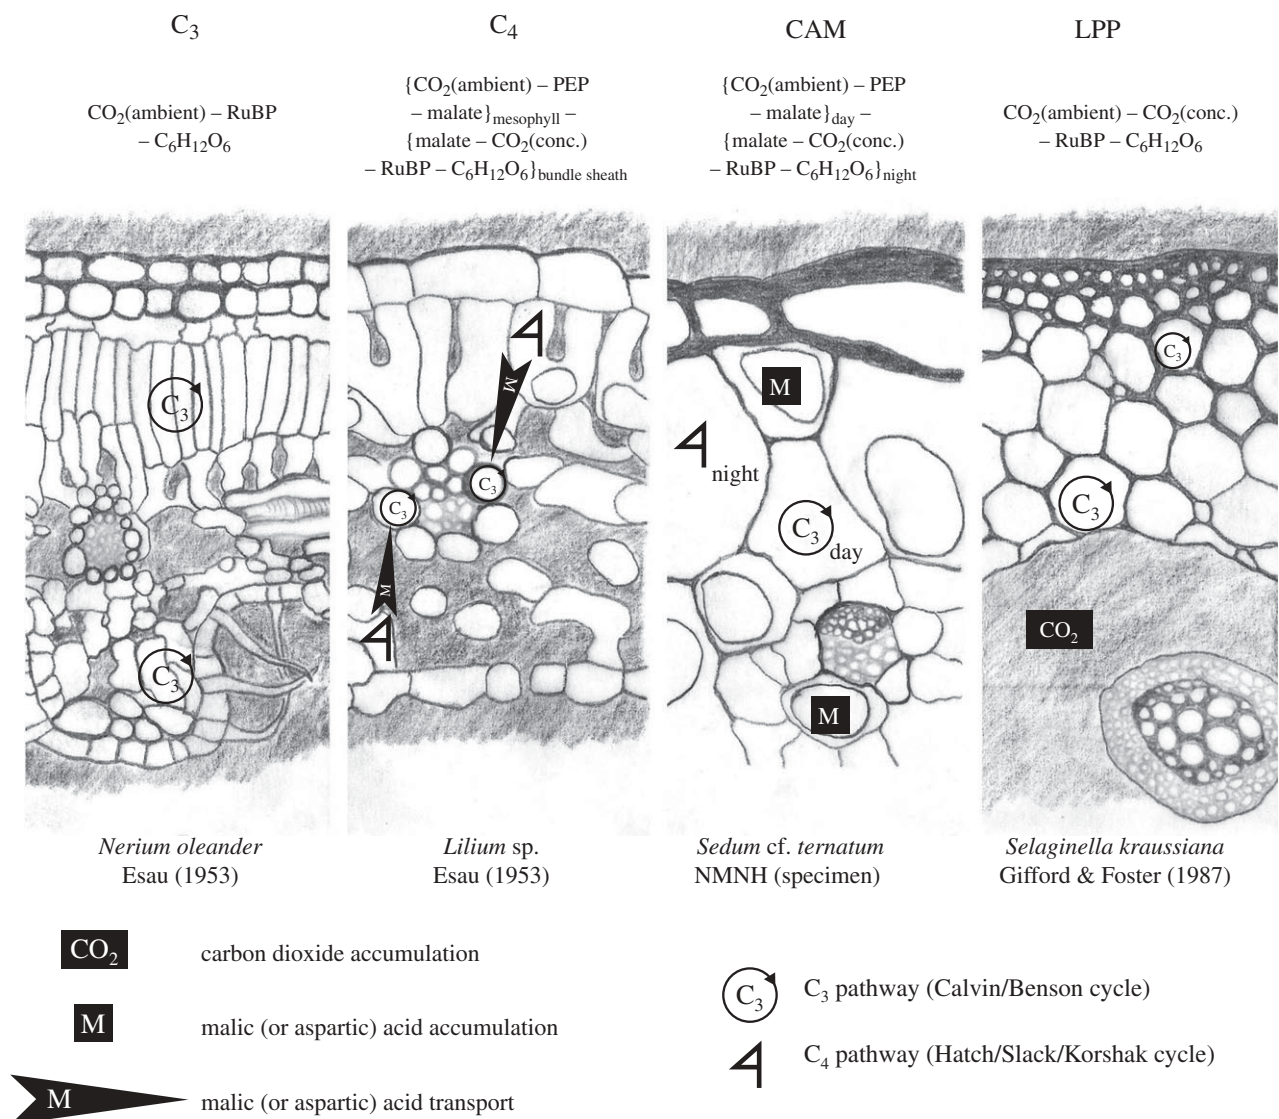 C₃
C₄
CAM
LPP
CO₂(ambient) – RuBP
– C₆H₁₂O₆
{CO₂(ambient) – PEP
– malate}mesophyll –
{malate – CO₂(conc.)
– RuBP – C₆H₁₂O₆}bundle sheath
{CO₂(ambient) – PEP
– malate}day –
{malate – CO₂(conc.)
– RuBP – C₆H₁₂O₆}night
CO₂(ambient) – CO₂(conc.)
– RuBP – C₆H₁₂O₆
C₃
C₃
M
C₃
C₃
M
M
night
C₃ day
M
C₃
C₃
CO₂
Nerium oleander
Esau (1953)
Lilium sp.
Esau (1953)
Sedum cf. ternatum
NMNH (specimen)
Selaginella kraussiana
Gifford & Foster (1987)
CO₂ carbon dioxide accumulation
M malic (or aspartic) acid accumulation
M malic (or aspartic) acid transport
C₃ C₃ pathway (Calvin/Benson cycle)
C₄ pathway (Hatch/Slack/Korshak cycle)